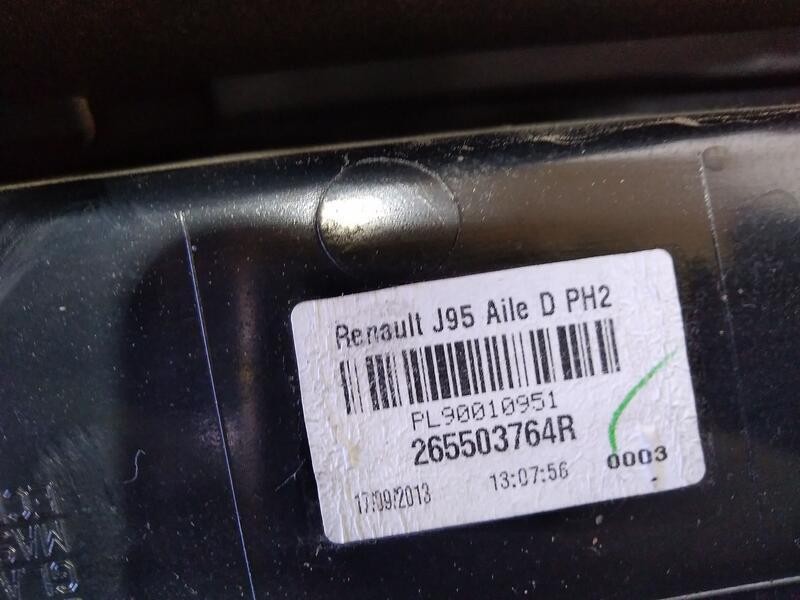 Renault J95 Aile D PH2
PL90010951
265503764R
17/09/2013 13:07:56 0003